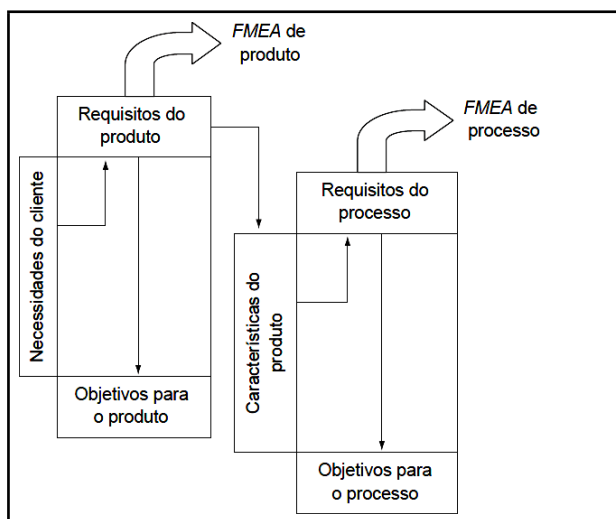 FMEA de
produto
Requisitos do
produto
Necessidades do cliente
Objetivos para
o produto
FMEA de
processo
Requisitos do
processo
Características do
produto
Objetivos para
o processo